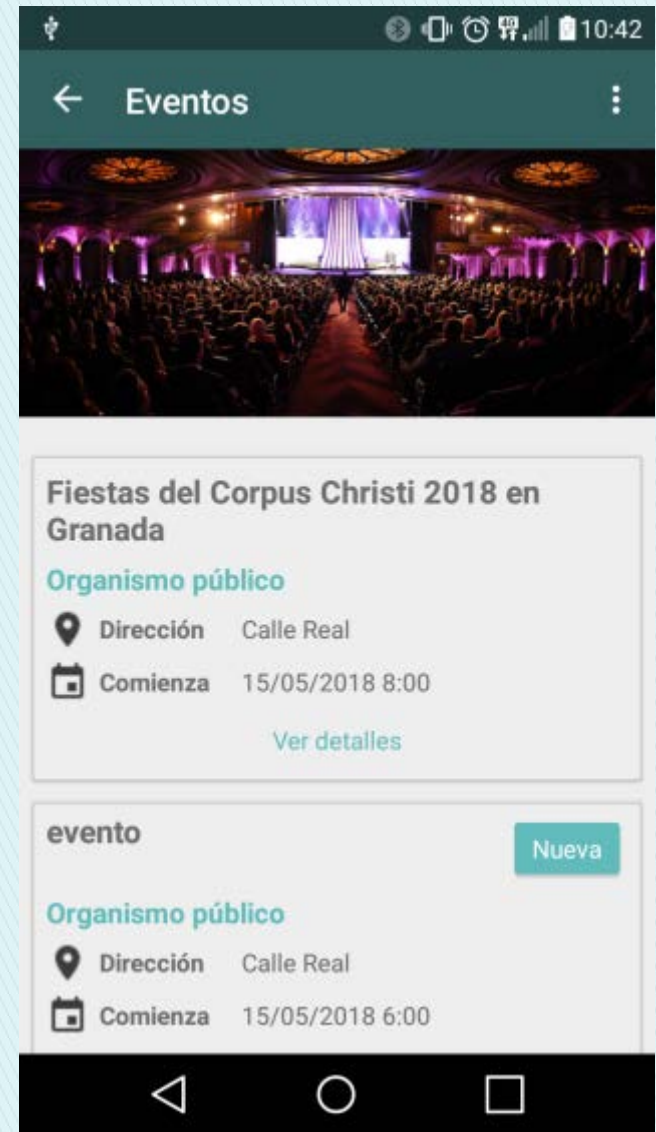 10:42
Eventos
Fiestas del Corpus Christi 2018 en
Granada
Organismo público
Dirección Calle Real
Comienza 15/05/2018 8:00
Ver detalles
evento
Nueva
Organismo público
Dirección Calle Real
Comienza 15/05/2018 6:00